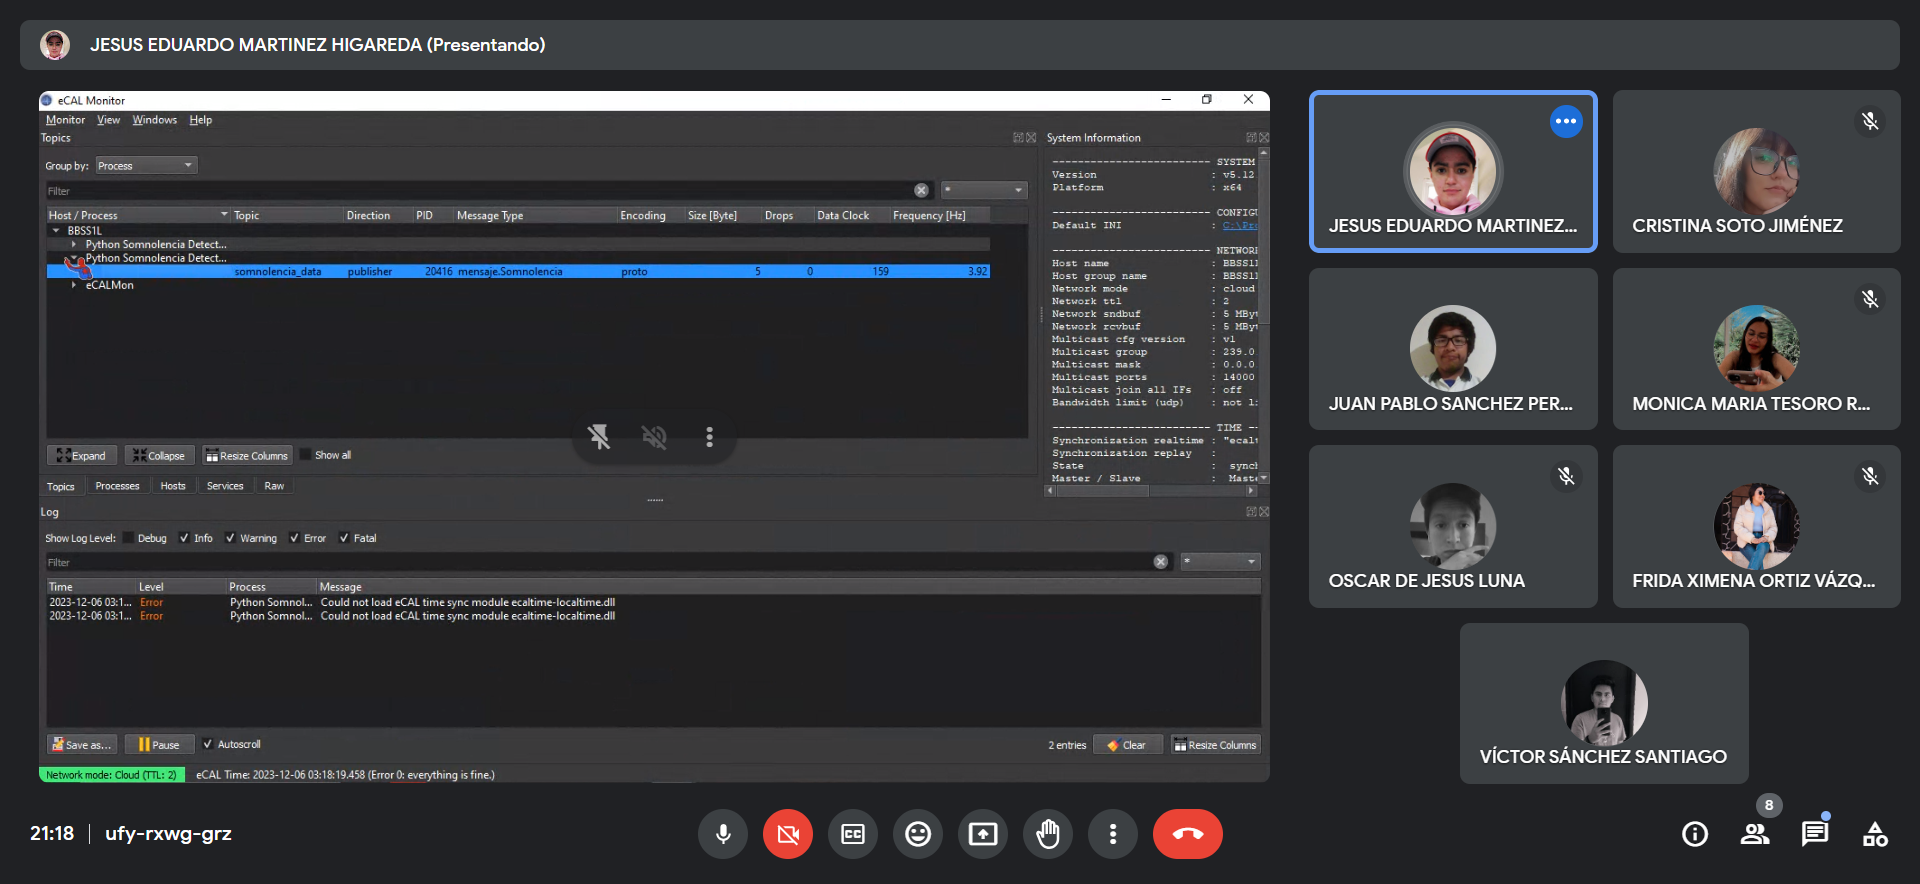 JESUS EDUARDO MARTINEZ HIGAREDA (Presentando)
eCAL Monitor
Monitor View Windows Help
Topics
Group by: Process
Filter
*
Host / Process Topic Direction PID Message Type Encoding Size [Byte] Drops Data Clock Frequency [Hz]
BBSS1L
Python Somnolencia Detect...
Python Somnolencia Detect...
somnolencia_data publisher 20416 mensaje.Somnolencia proto 5 0 159 3.92
eCALMon
Expand Collapse Resize Columns Show all
Topics Processes Hosts Services Raw
System Information
------------------------- SYSTEM
Version : v5.12
Platform : x64
------------------------- CONFIGU
Default INI : C:\Pro
------------------------- NETWORK
Host name : BBSS1L
Host group name : BBSS1L
Network mode : cloud
Network ttl : 2
Network sndbuf : 5 MByt
Network rcvbuf : 5 MByt
Multicast cfg version : v1
Multicast group : 239.0
Multicast mask : 0.0.0
Multicast ports : 14000
Multicast join all IFs : off
Bandwidth limit (udp) : not l
------------------------- TIME --
Synchronization realtime : "ecal
Synchronization replay :
State : synch
Master / Slave : Maste
Log
Show Log Level: Debug Info Warning Error Fatal
Filter
*
Time Level Process Message
2023-12-06 03:1... Error Python Somnol... Could not load eCAL time sync module ecaltime-localtime.dll
2023-12-06 03:1... Error Python Somnol... Could not load eCAL time sync module ecaltime-localtime.dll
Save as... Pause Autoscroll 2 entries Clear Resize Columns
Network mode: Cloud (TTL: 2) eCAL Time: 2023-12-06 03:18:19.458 (Error 0: everything is fine.)
JESUS EDUARDO MARTINEZ...
CRISTINA SOTO JIMÉNEZ
JUAN PABLO SANCHEZ PER...
MONICA MARIA TESORO R...
OSCAR DE JESUS LUNA
FRIDA XIMENA ORTIZ VÁZQ...
VÍCTOR SÁNCHEZ SANTIAGO
21:18 | ufy-rxwg-grz
CC
8